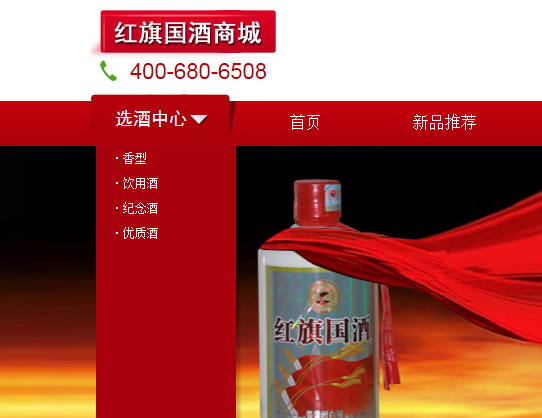 红旗国酒商城
400-680-6508
选酒中心 首页 新品推荐
· 香型
· 饮用酒
· 纪念酒
· 优质酒
红旗国酒